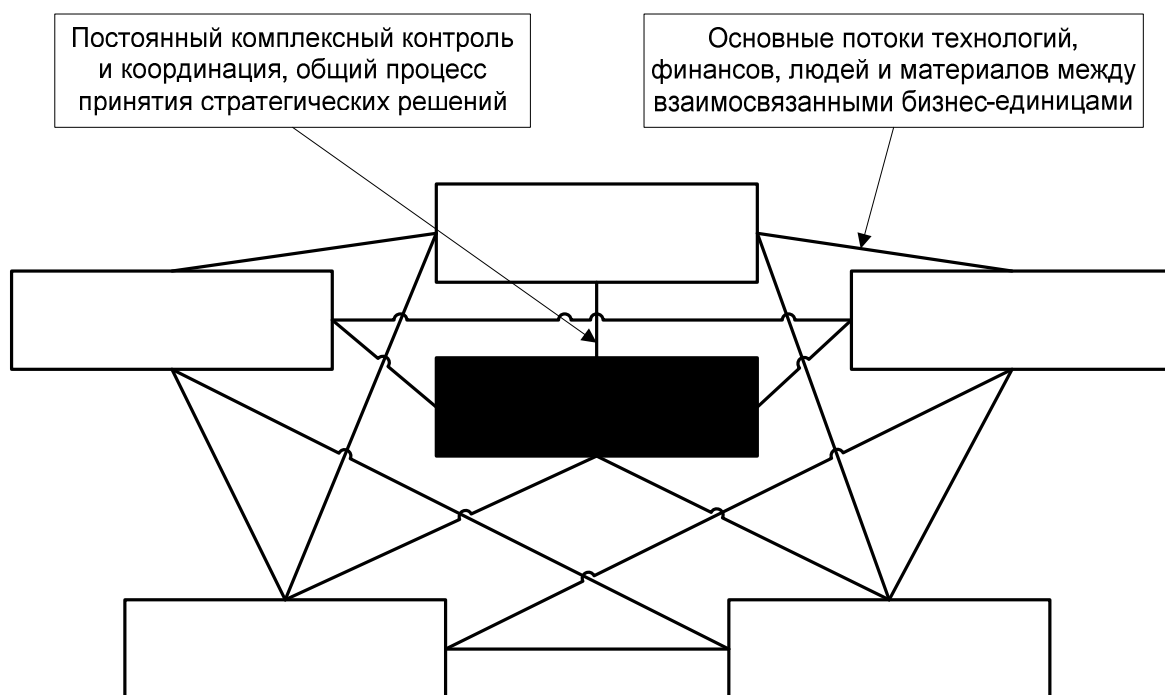 Постоянный комплексный контроль
и координация, общий процесс
принятия стратегических решений
Основные потоки технологий,
финансов, людей и материалов между
взаимосвязанными бизнес-единицами